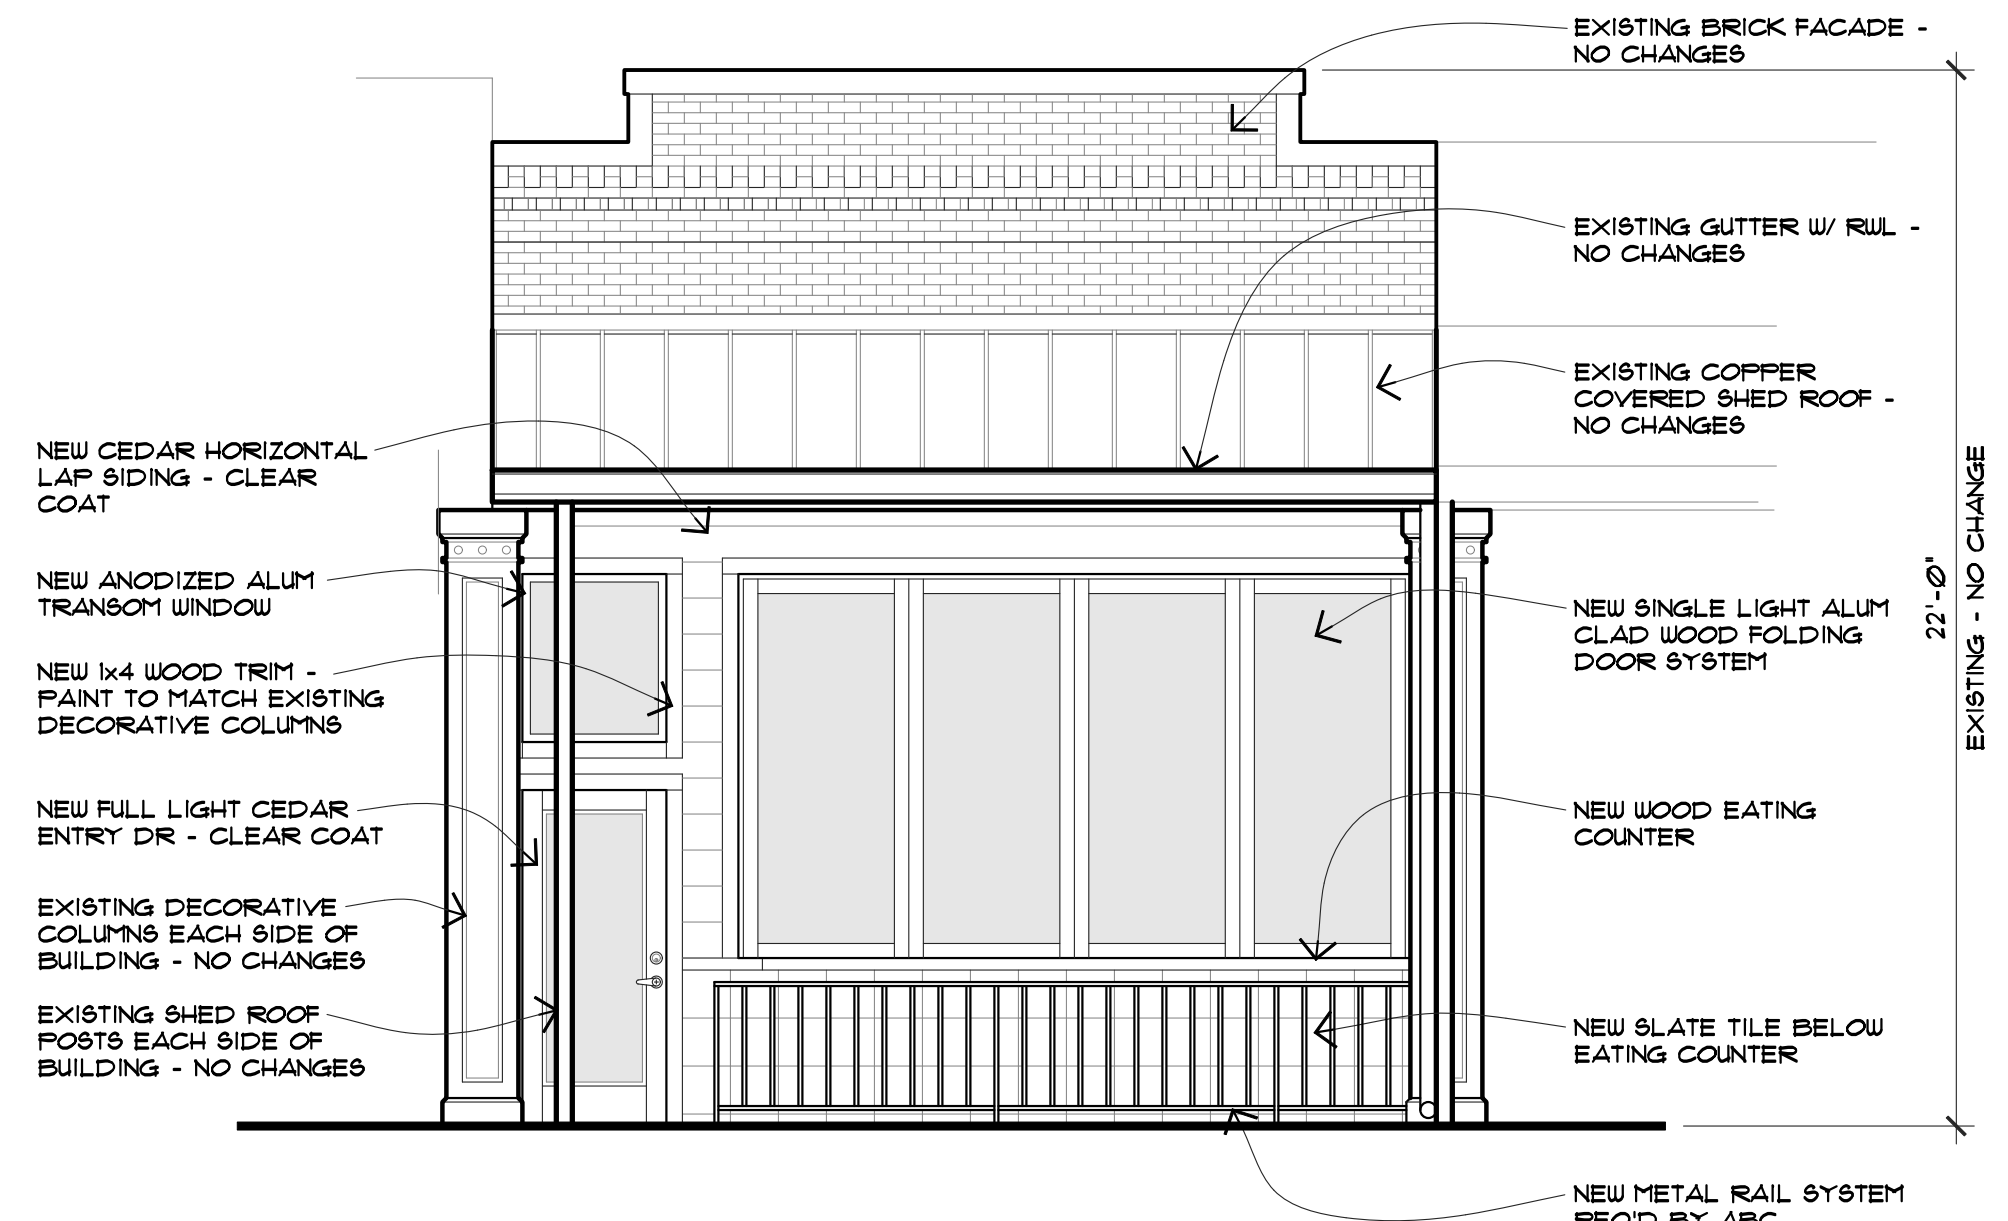 EXISTING BRICK FACADE -
NO CHANGES
EXISTING GUTTER W/ RWL -
NO CHANGES
EXISTING COPPER
COVERED SHED ROOF -
NO CHANGES
NEW CEDAR HORIZONTAL
LAP SIDING - CLEAR
COAT
NEW ANODIZED ALUM
TRANSOM WINDOW
NEW 1x4 WOOD TRIM -
PAINT TO MATCH EXISTING
DECORATIVE COLUMNS
NEW FULL LIGHT CEDAR
ENTRY DR - CLEAR COAT
EXISTING DECORATIVE
COLUMNS EACH SIDE OF
BUILDING - NO CHANGES
EXISTING SHED ROOF
POSTS EACH SIDE OF
BUILDING - NO CHANGES
NEW SINGLE LIGHT ALUM
CLAD WOOD FOLDING
DOOR SYSTEM
NEW WOOD EATING
COUNTER
NEW SLATE TILE BELOW
EATING COUNTER
NEW METAL RAIL SYSTEM
REQ'D BY ABC
22'-0"
EXISTING - NO CHANGE